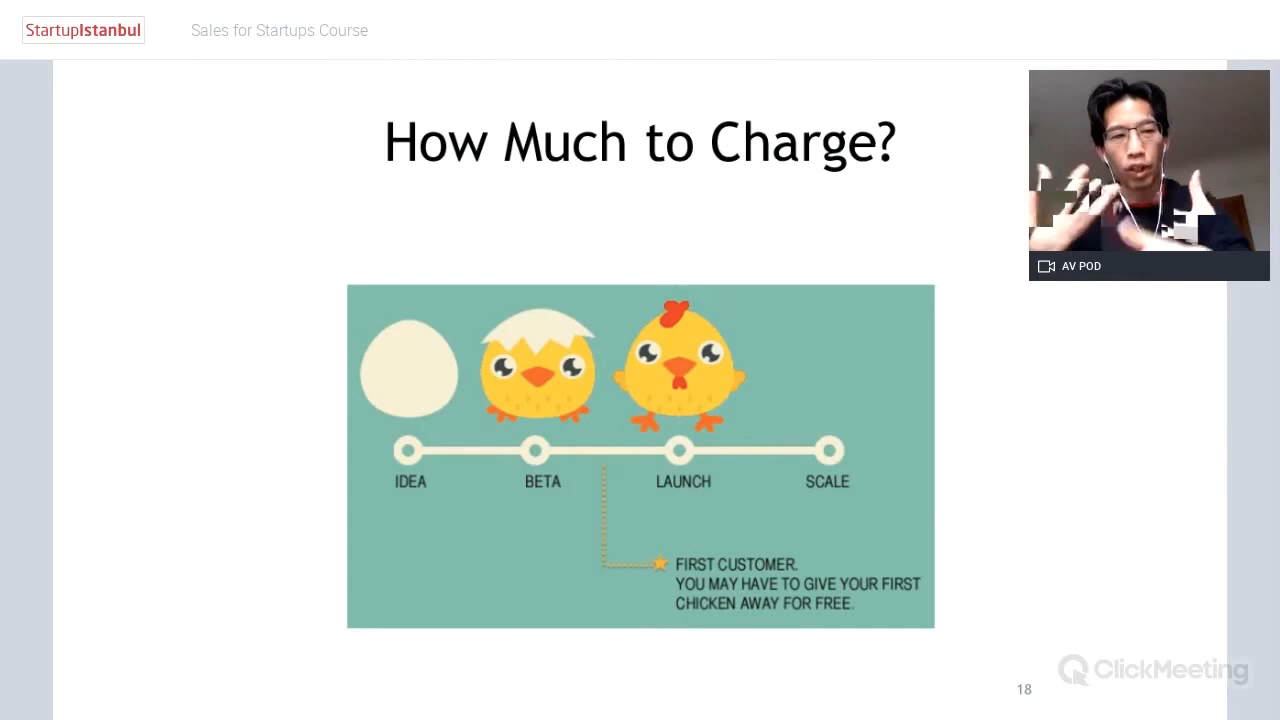 StartupIstanbul
Sales for Startups Course
How Much to Charge?
AV POD
IDEA
BETA
LAUNCH
SCALE
FIRST CUSTOMER.
YOU MAY HAVE TO GIVE YOUR FIRST
CHICKEN AWAY FOR FREE.
ClickMeeting
18